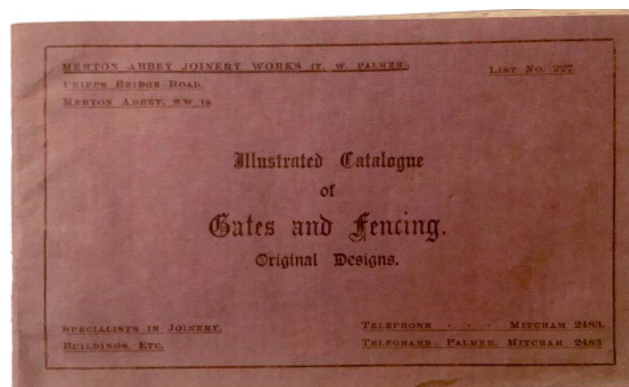 MERTON ABBEY JOINERY WORKS (T. W. PALMER).
LIST NO. 227.
PHIPPS BRIDGE ROAD,
MERTON ABBEY, S.W. 19.
Illustrated Catalogue
of
Gates and Fencing.
Original Designs.
SPECIALISTS IN JOINERY,
BUILDINGS, ETC.
TELEPHONE - - - MITCHAM 2483.
TELEGRAMS: PALMER, MITCHAM 2483